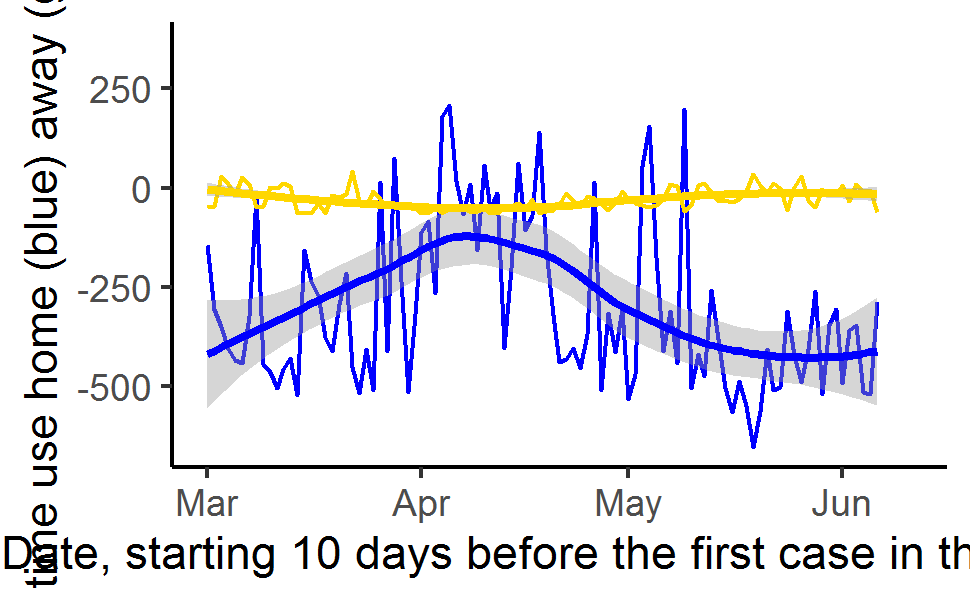 time use home (blue) away (
250
0
-250
-500
Mar
Apr
May
Jun
Date, starting 10 days before the first case in th